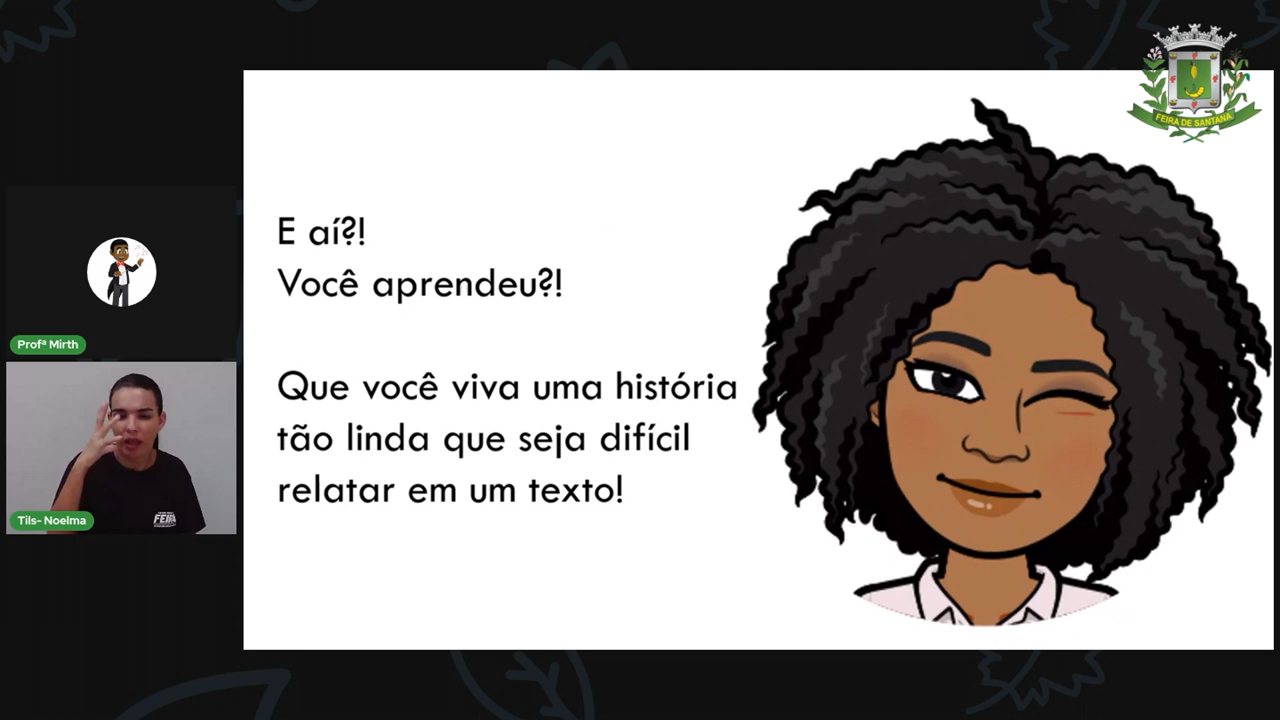 FEIRA DE SANTANA
E aí?!
Você aprendeu?!
Que você viva uma história
tão linda que seja difícil
relatar em um texto!
Profª Mirth
FEIRA
Tils- Noelma